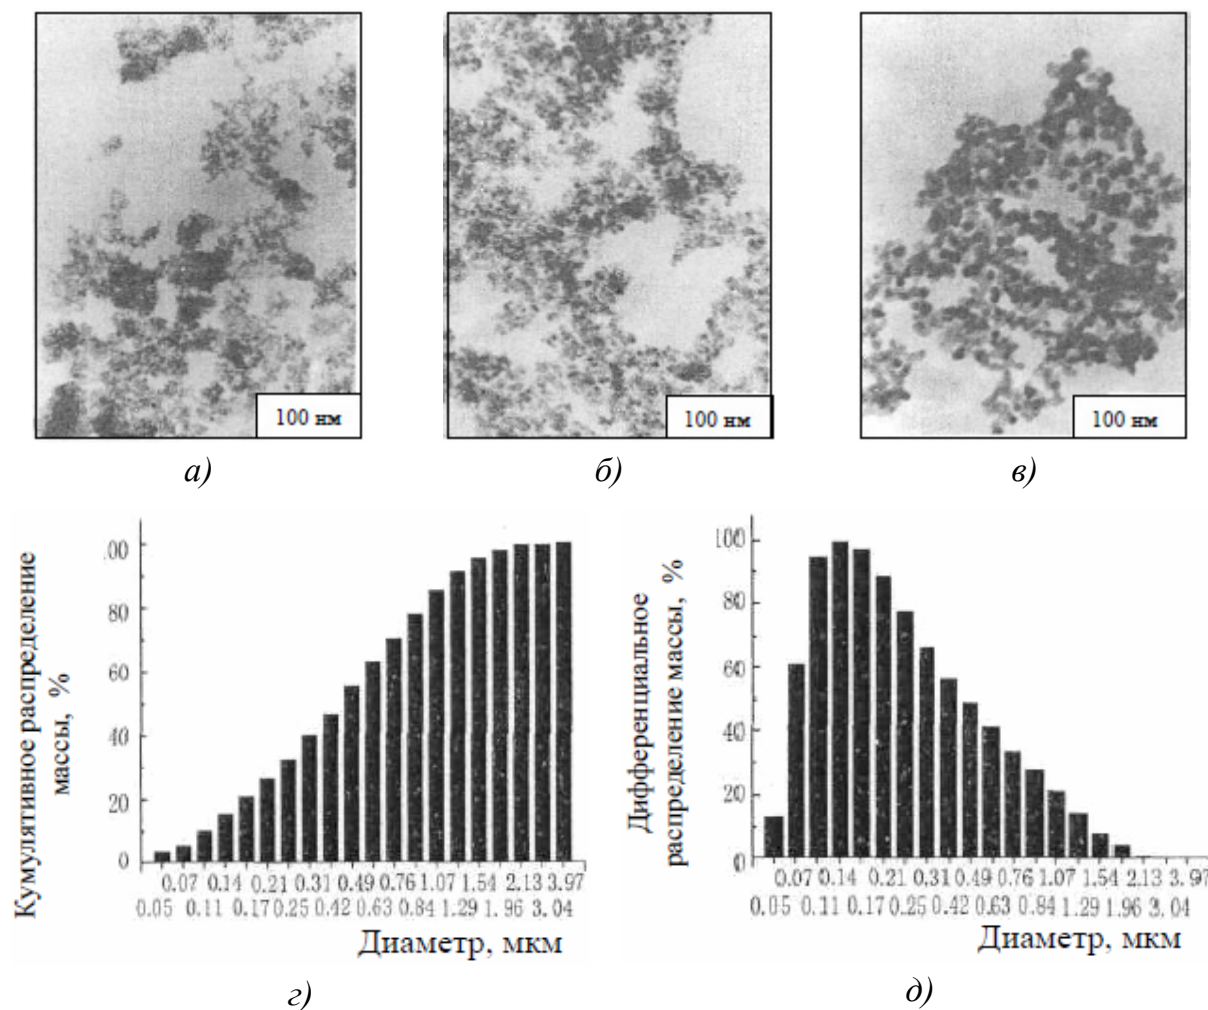 100 нм
100 нм
100 нм
а)
б)
в)
Кумулятивное распределение
массы, %
100
80
60
40
20
0
0.07 0.14 0.21 0.31 0.49 0.76 1.07 1.54 2.13 3.97
0.05 0.11 0.17 0.25 0.42 0.63 0.84 1.29 1.96 3.04
Диаметр, мкм
г)
Дифференциальное
распределение массы, %
100
80
60
40
20
0
0.07 0.14 0.21 0.31 0.49 0.76 1.07 1.54 2.13 3.97
0.05 0.11 0.17 0.25 0.42 0.63 0.84 1.29 1.96 3.04
Диаметр, мкм
д)